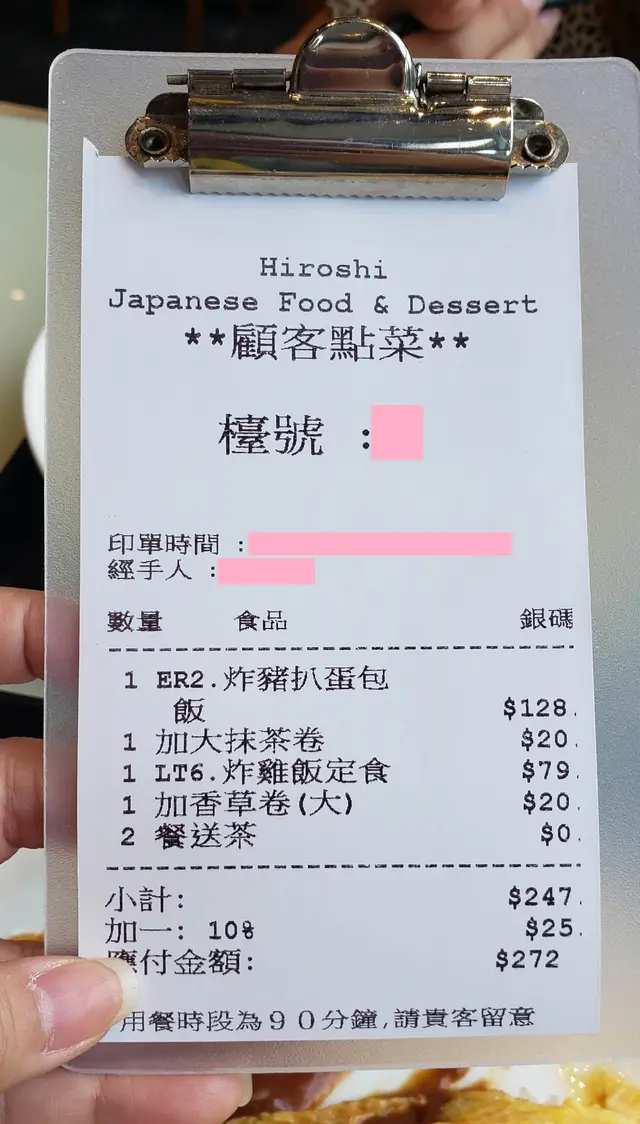 Hiroshi
Japanese Food & Dessert
**顧客點菜**
檯號 :
印單時間 :
經手人 :
數量 食品 銀碼
1 ER2.炸豬扒蛋包
飯 $128.
1 加大抹茶卷 $20.
1 LT6.炸雞飯定食 $79.
1 加香草卷(大) $20.
2 餐送茶 $0.
小計: $247.
加一: 10% $25.
應付金額: $272
用餐時段為90分鐘,請貴客留意